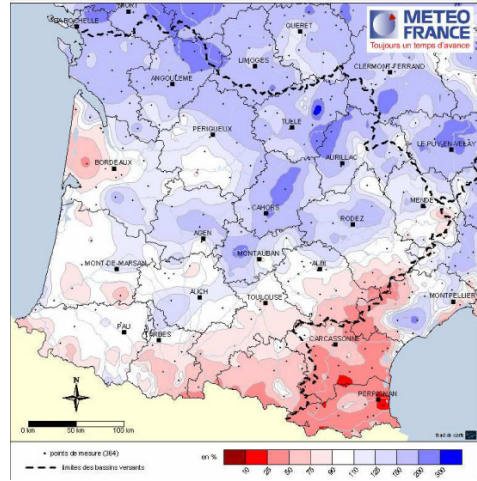 NIORT
LA ROCHELLE
GUERET
METEO
FRANCE
Toujours un temps d'avance
LIMOGES
CLERMONT-FERRAND
ANGOULEME
TULLE
PERIGUEUX
LE PUY-EN-VELAY
AURILLAC
BORDEAUX
CAHORS
MENDE
RODEZ
AGEN
MONTAUBAN
MONT-DE-MARSAN
ALBI
AUCH
TOULOUSE
MONTPELLIER
PAU
TARBES
CARCASSONNE
N
PERPIGNAN
0 km 50 km 100 km
• points de mesure (364)
limites des bassins versants
en %
10 25 50 75 90 110 125 150 200 500